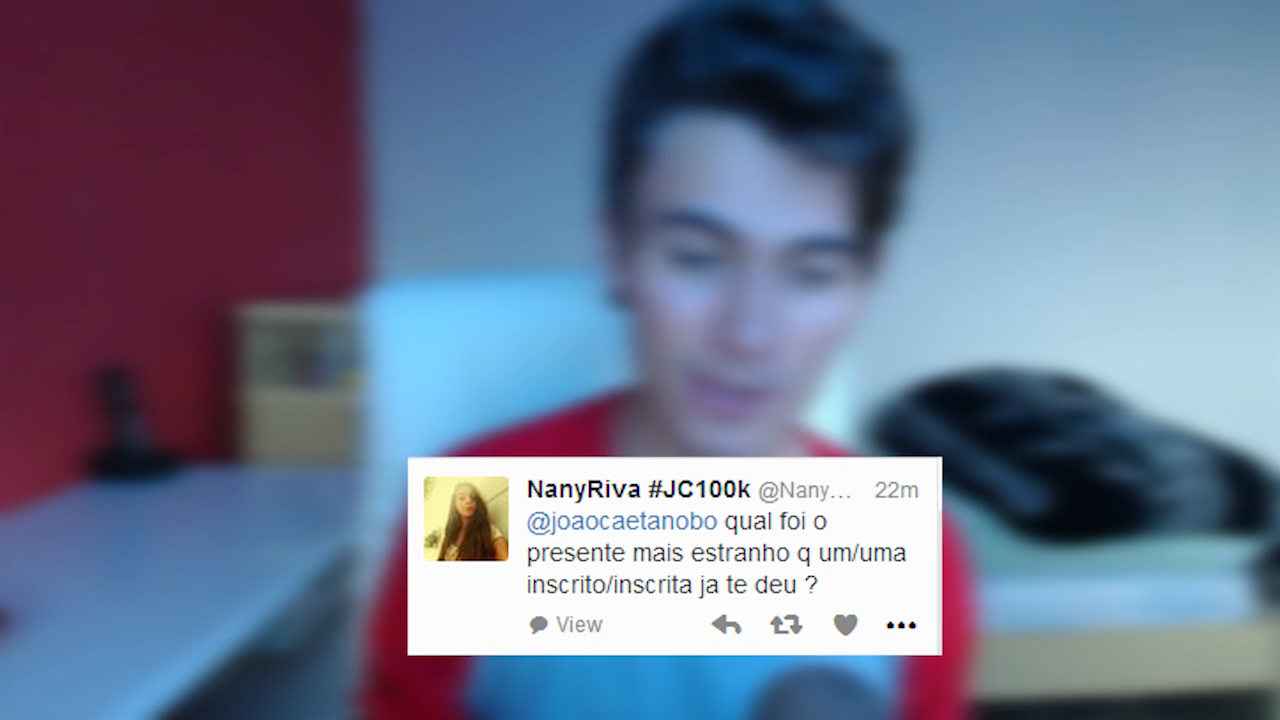 NanyRiva #JC100k @Nany... 22m
@joaocaetanobo qual foi o
presente mais estranho q um/uma
inscrito/inscrita ja te deu ?
View